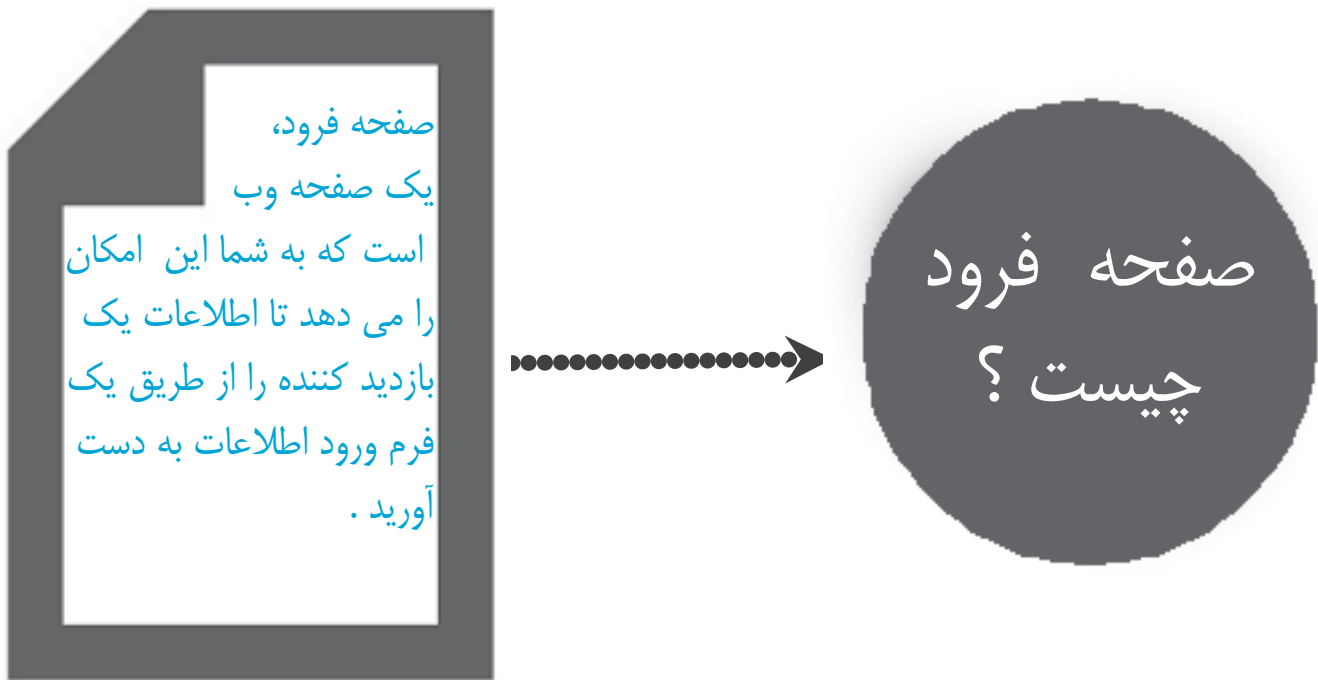 صفحه فرود
چیست ؟
صفحه فرود،
یک صفحه وب
است که به شما این امکان
را می دهد تا اطلاعات یک
بازدید کننده را از طریق یک
فرم ورود اطلاعات به دست
آورید .